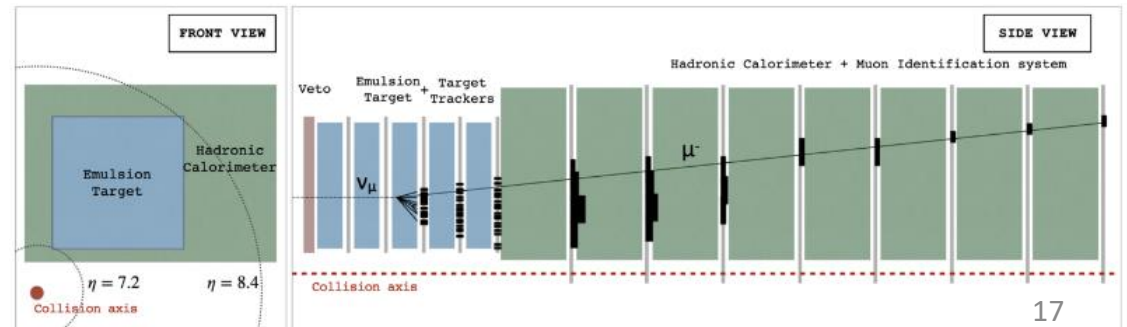 FRONT VIEW
Hadronic
Calorimeter
Emulsion
Target
η = 7.2
η = 8.4
Collision axis
SIDE VIEW
Hadronic Calorimeter + Muon Identification system
Veto
Emulsion + Target
Target Trackers
νμ
μ-
Collision axis
17